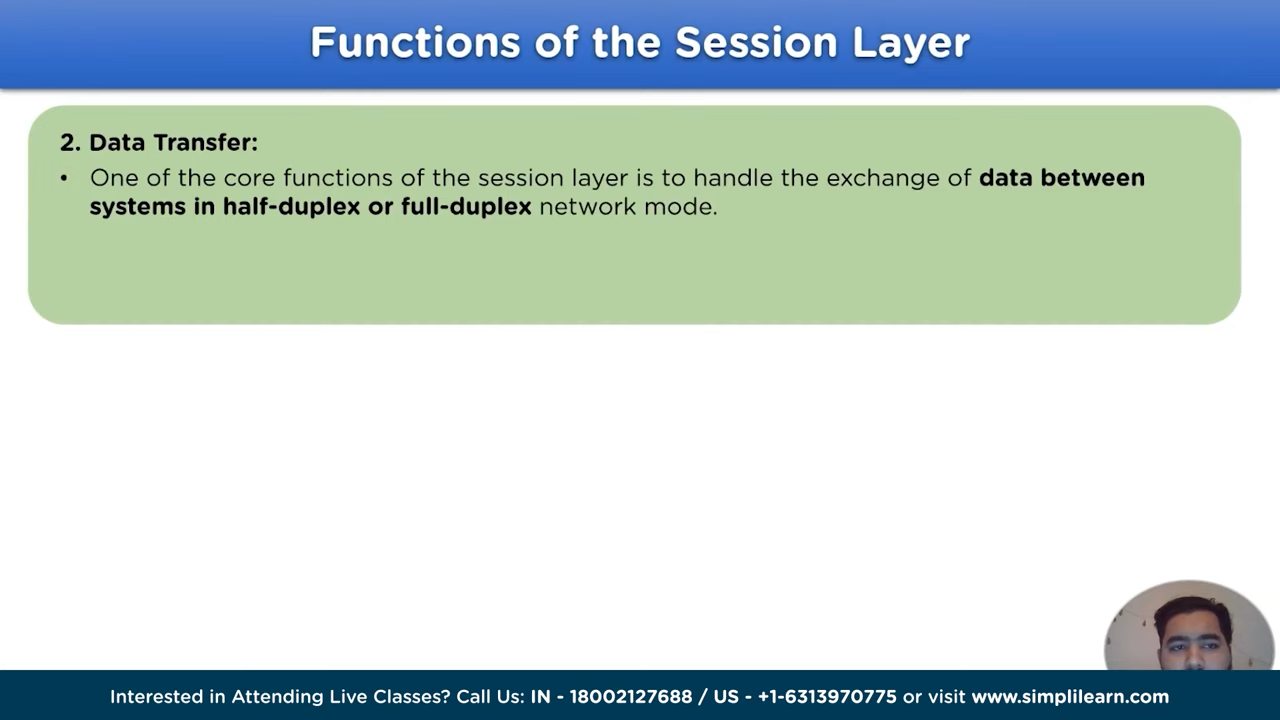 Functions of the Session Layer
2. Data Transfer:
• One of the core functions of the session layer is to handle the exchange of data between
systems in half-duplex or full-duplex network mode.
Interested in Attending Live Classes? Call Us: IN - 18002127688 / US - +1-6313970775 or visit www.simplilearn.com